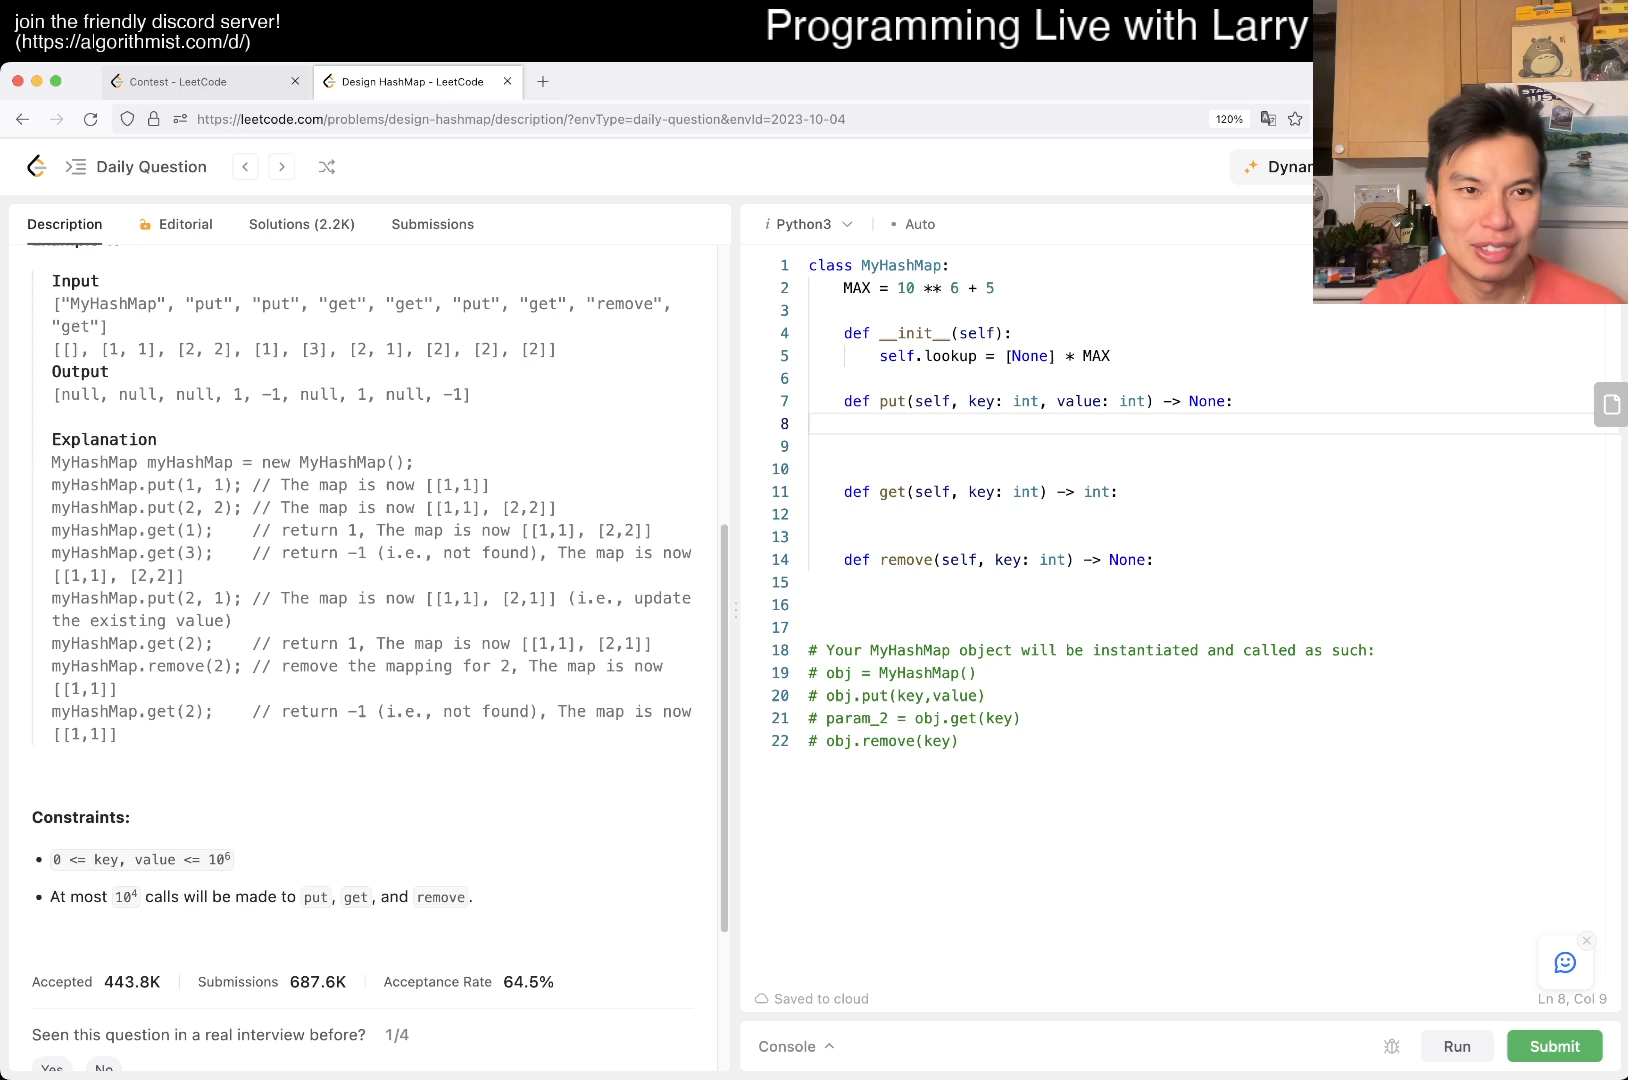 join the friendly discord server!
(https://algorithmist.com/d/)
Programming Live with Larry
Contest - LeetCode
Design HashMap - LeetCode
https://leetcode.com/problems/design-hashmap/description/?envType=daily-question&envId=2023-10-04
120%
Daily Question
Dynam
Description
Editorial
Solutions (2.2K)
Submissions
Input
["MyHashMap", "put", "put", "get", "get", "put", "get", "remove",
"get"]
[[], [1, 1], [2, 2], [1], [3], [2, 1], [2], [2], [2]]
Output
[null, null, null, 1, -1, null, 1, null, -1]
Explanation
MyHashMap myHashMap = new MyHashMap();
myHashMap.put(1, 1); // The map is now [[1,1]]
myHashMap.put(2, 2); // The map is now [[1,1], [2,2]]
myHashMap.get(1);    // return 1, The map is now [[1,1], [2,2]]
myHashMap.get(3);    // return -1 (i.e., not found), The map is now
[[1,1], [2,2]]
myHashMap.put(2, 1); // The map is now [[1,1], [2,1]] (i.e., update
the existing value)
myHashMap.get(2);    // return 1, The map is now [[1,1], [2,1]]
myHashMap.remove(2); // remove the mapping for 2, The map is now
[[1,1]]
myHashMap.get(2);    // return -1 (i.e., not found), The map is now
[[1,1]]
Constraints:
• 0 <= key, value <= 10⁶
• At most 10⁴ calls will be made to put, get, and remove.
Accepted 443.8K
Submissions 687.6K
Acceptance Rate 64.5%
Seen this question in a real interview before? 1/4
Yes
No
i Python3
• Auto
1 class MyHashMap:
2     MAX = 10 ** 6 + 5
3
4     def __init__(self):
5         self.lookup = [None] * MAX
6
7     def put(self, key: int, value: int) -> None:
8
9
10
11     def get(self, key: int) -> int:
12
13
14     def remove(self, key: int) -> None:
15
16
17
18 # Your MyHashMap object will be instantiated and called as such:
19 # obj = MyHashMap()
20 # obj.put(key,value)
21 # param_2 = obj.get(key)
22 # obj.remove(key)
Saved to cloud
Ln 8, Col 9
Console
Run
Submit